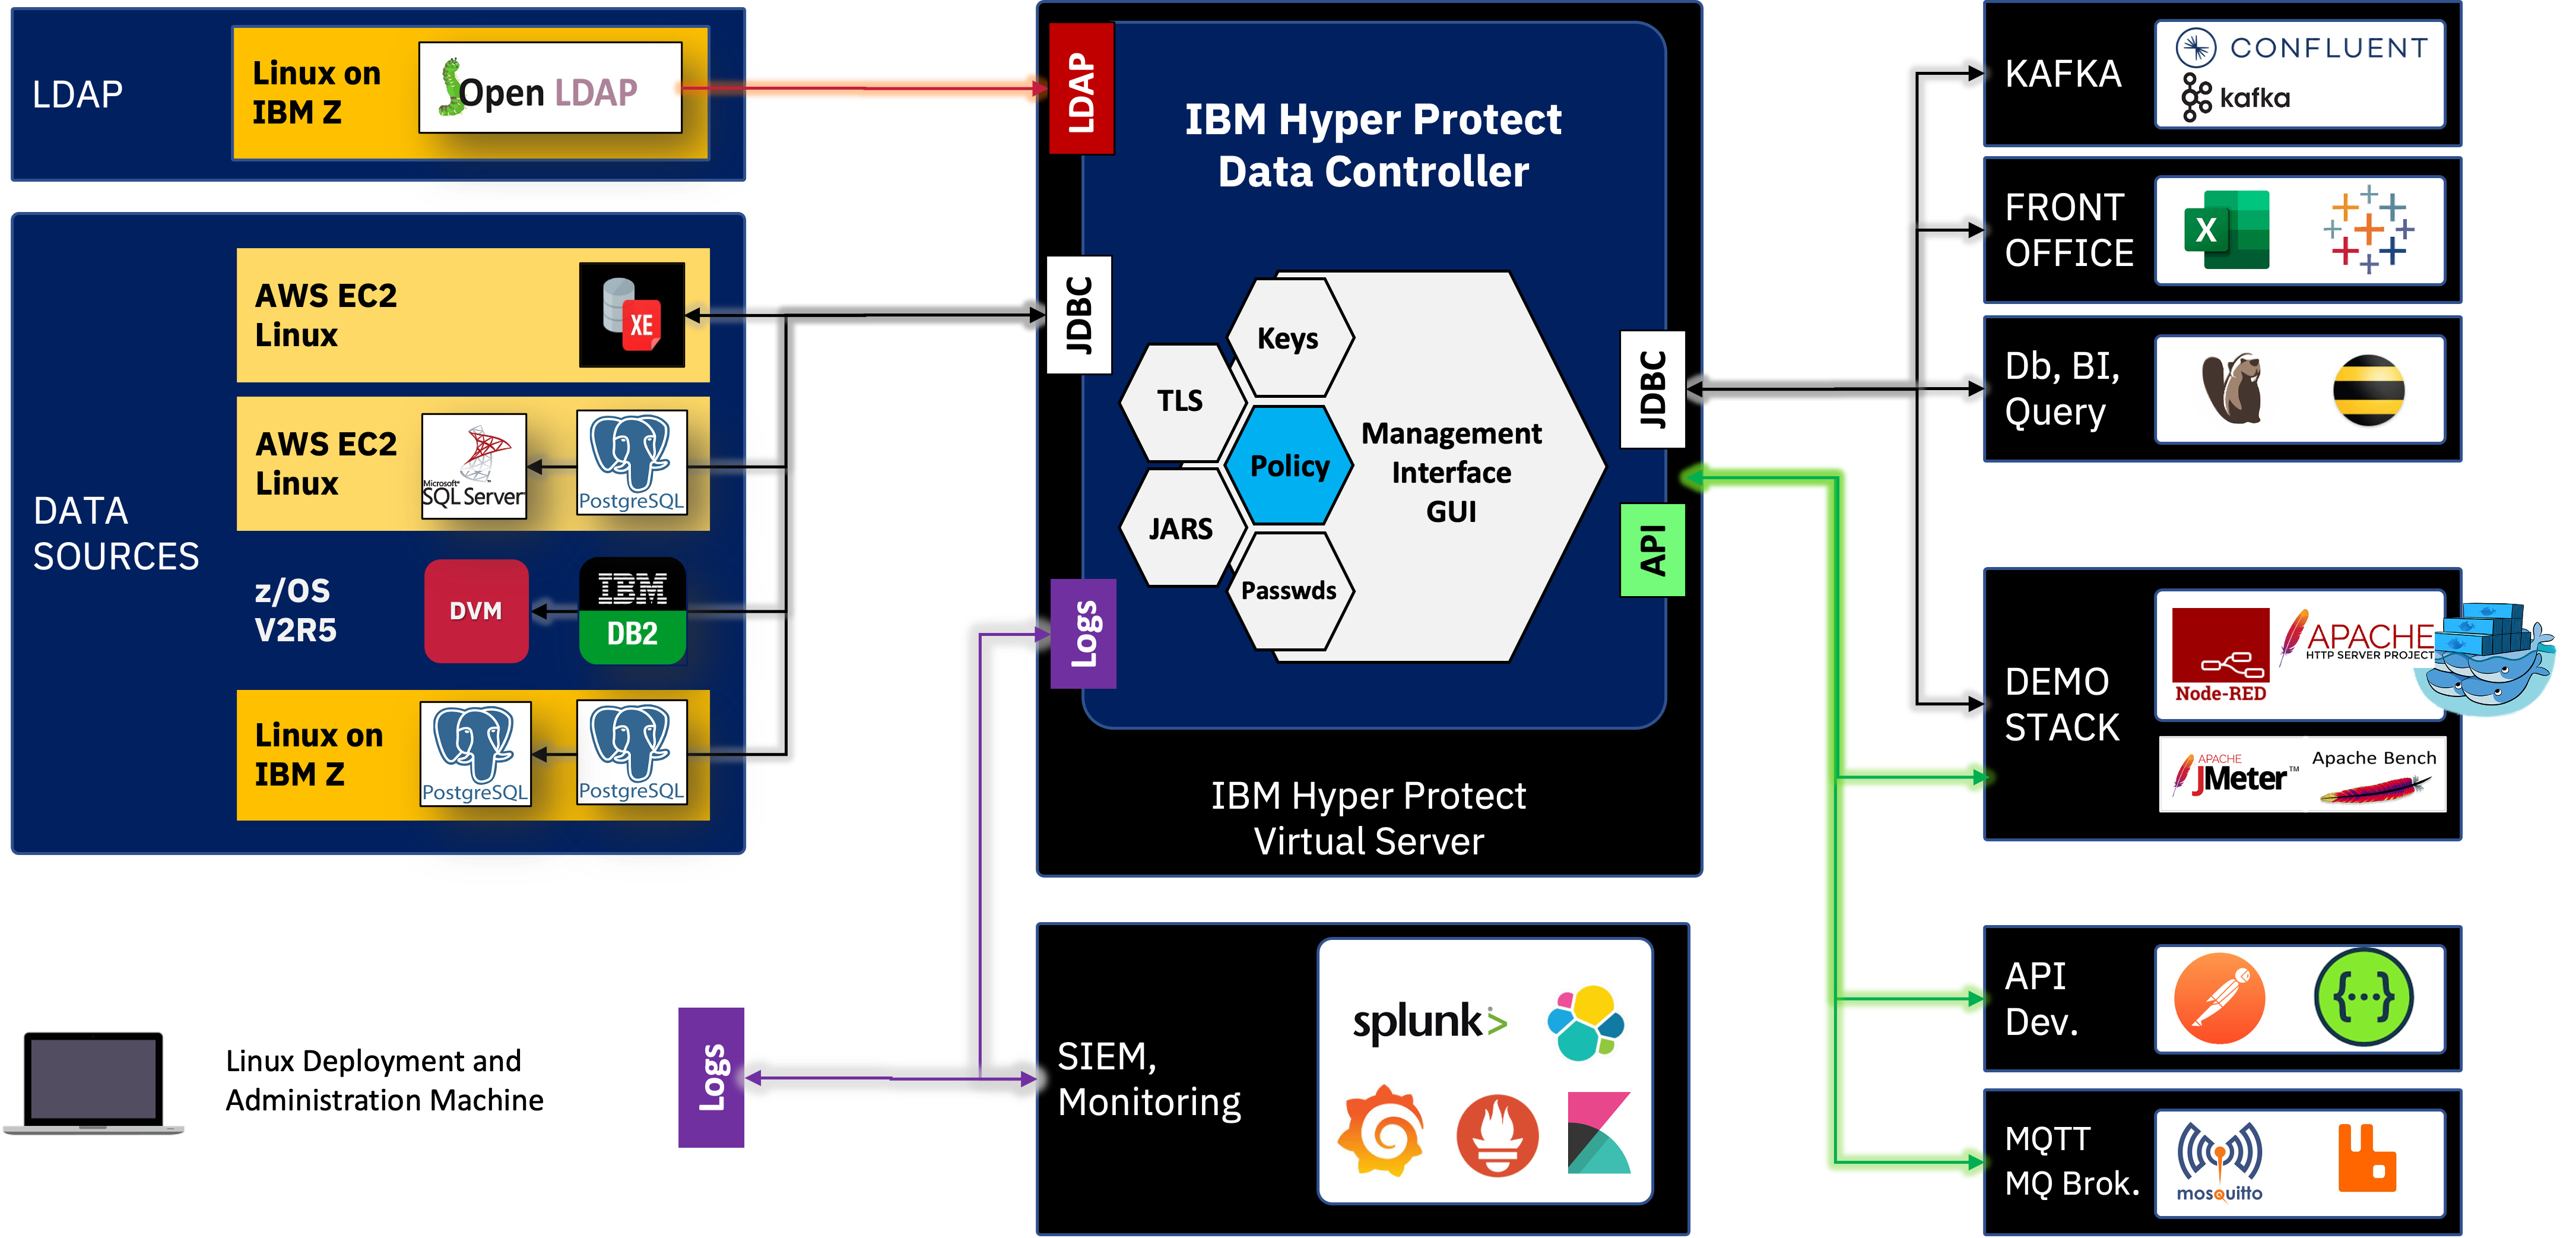 LDAP
Linux on
IBM Z
Open LDAP
DATA
SOURCES
AWS EC2
Linux
XE
AWS EC2
Linux
Microsoft®
SQL Server
PostgreSQL
z/OS
V2R5
DVM
IBM
DB2
Linux on
IBM Z
PostgreSQL
PostgreSQL
Linux Deployment and
Administration Machine
Logs
LDAP
JDBC
Logs
IBM Hyper Protect
Data Controller
Keys
TLS
Policy
JARS
Passwds
Management
Interface
GUI
JDBC
API
IBM Hyper Protect
Virtual Server
SIEM,
Monitoring
splunk>
KAFKA
CONFLUENT
kafka
FRONT
OFFICE
X
Db, BI,
Query
DEMO
STACK
Node-RED
APACHE
HTTP SERVER PROJECT
APACHE
JMeter™
Apache Bench
API
Dev.
{···}
MQTT
MQ Brok.
mosquitto